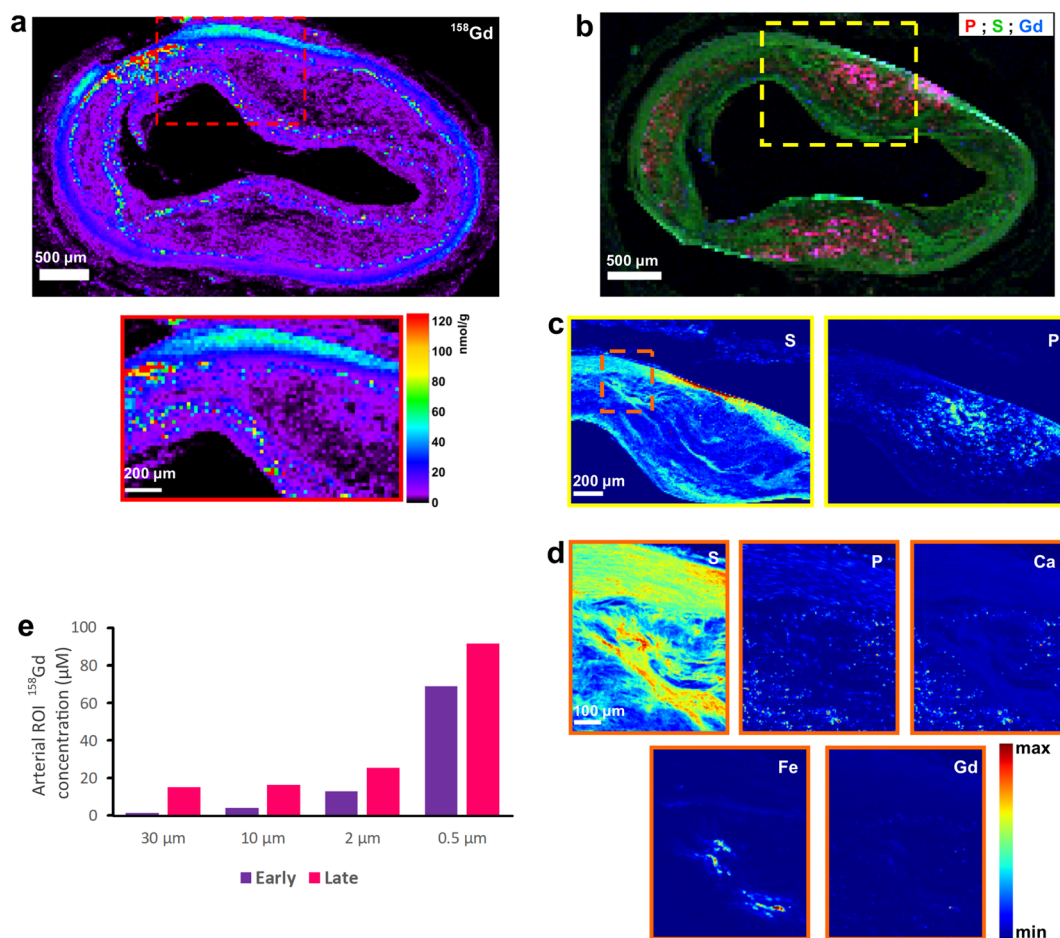 a
¹⁵⁸Gd
500 µm
200 µm
120
100
80
60
40
20
0
nmol/g
b
P ; S ; Gd
500 µm
c
S
200 µm
P
d
S
100 µm
P
Ca
Fe
Gd
max
min
e
Arterial ROI ¹⁵⁸Gd
concentration (µM)
100
80
60
40
20
0
30 µm 10 µm 2 µm 0.5 µm
Early Late